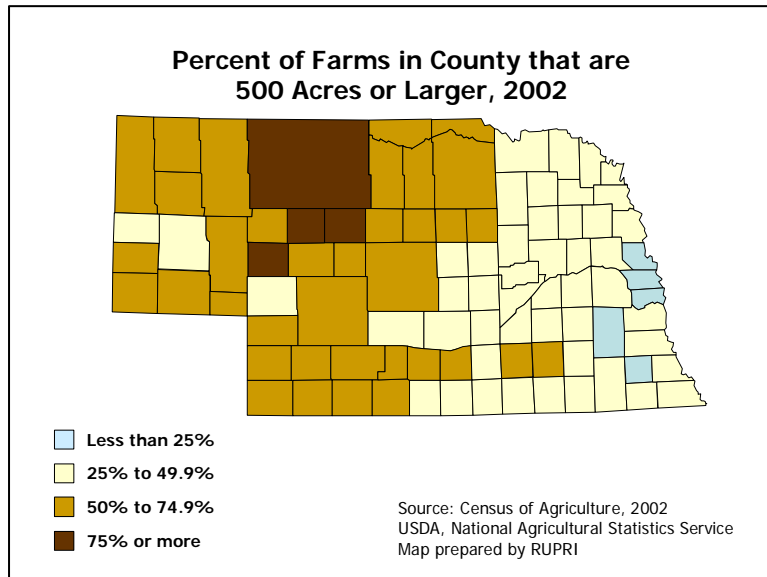 Percent of Farms in County that are
500 Acres or Larger, 2002
Less than 25%
25% to 49.9%
50% to 74.9%
75% or more
Source: Census of Agriculture, 2002
USDA, National Agricultural Statistics Service
Map prepared by RUPRI